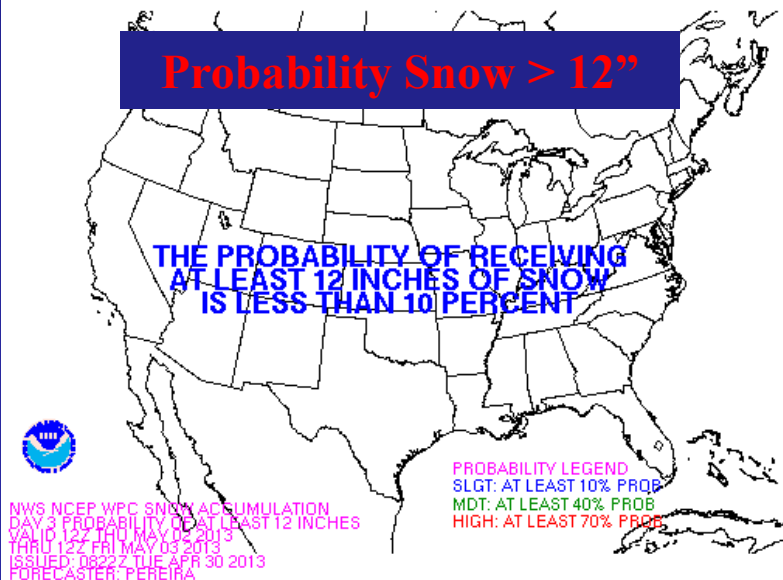 Probability Snow > 12”
THE PROBABILITY OF RECEIVING
AT LEAST 12 INCHES OF SNOW
IS LESS THAN 10 PERCENT
PROBABILITY LEGEND
SLGT: AT LEAST 10% PROB
MDT: AT LEAST 40% PROB
HIGH: AT LEAST 70% PROB
NWS NCEP WPC SNOW ACCUMULATION
DAY 3 PROBABILITY OF AT LEAST 12 INCHES
VALID 12Z THU MAY 02 2013
THRU 12Z FRI MAY 03 2013
ISSUED: 0822Z TUE APR 30 2013
FORECASTER: PEREIRA